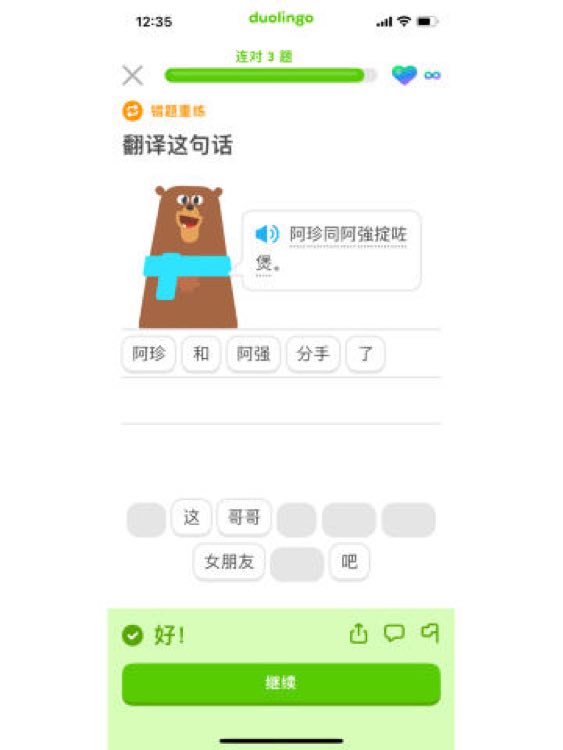 12:35
duolingo
连对 3 题
错题重练
翻译这句话
阿珍同阿強掟咗
煲。
阿珍 和 阿强 分手 了
这 哥哥
女朋友 吧
好！
继续